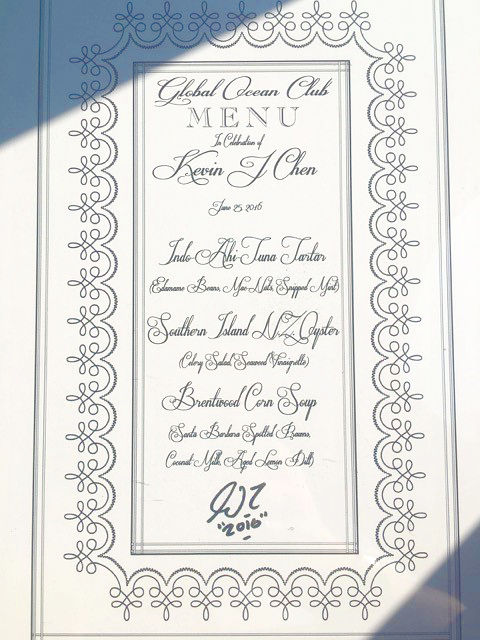 Global Ocean Club
MENU
In Celebration of
Kevin J Chen
June 25 2016
Indo Ahi Tuna Tartar
(Edamame Beans, Mac Nuts, Snipped Mint)
Southern Island NZ Oyster
(Celery Salad, Seaweed Vinaigrette)
Brentwood Corn Soup
(Santa Barbara Spotted Prawns,
Coconut Milk, Aged Lemon Dill)
"2016"